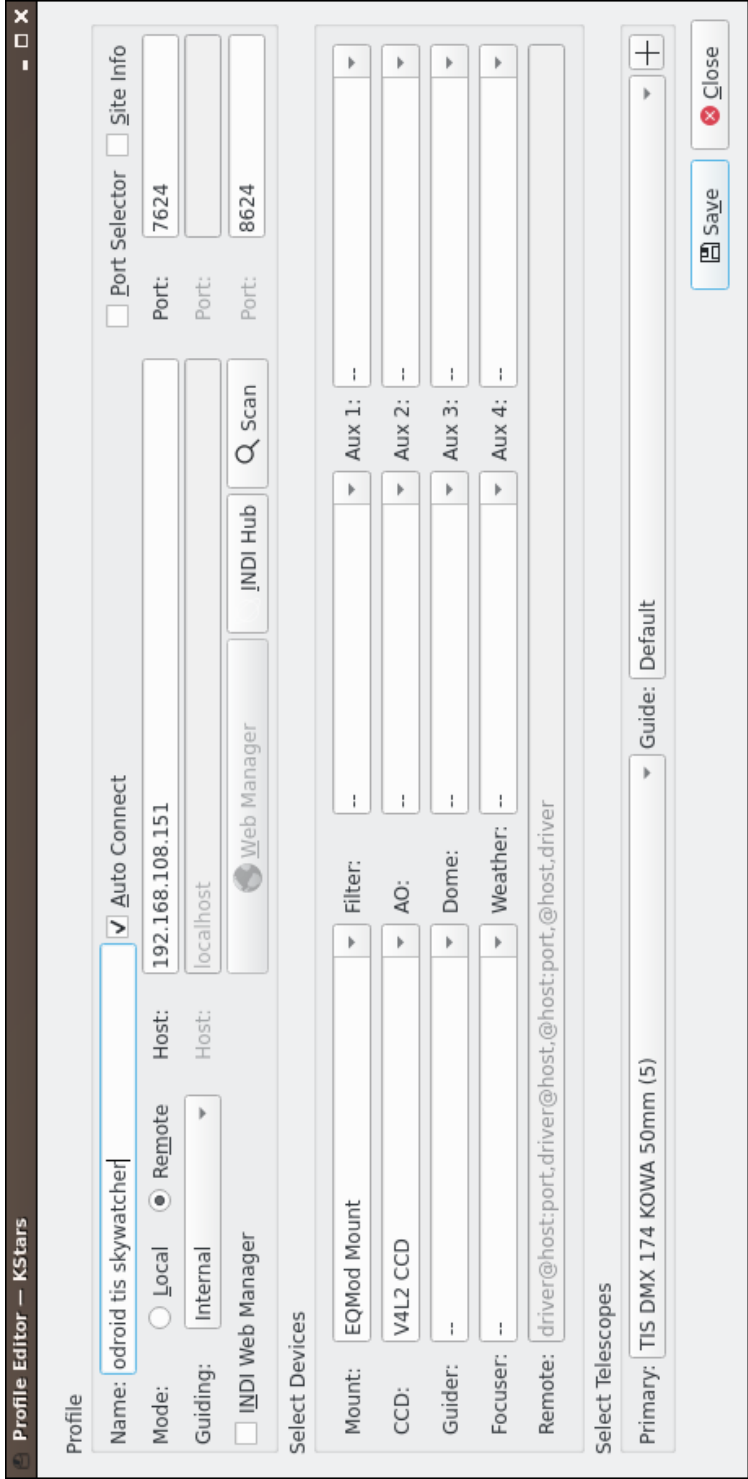 Profile Editor — KStars
Profile
Name: odroid tis skywatcher Auto Connect Port Selector Site Info
Mode: Local Remote Host: 192.168.108.151 Port: 7624
Guiding: Internal Host: localhost Port:
INDI Web Manager Web Manager INDI Hub Scan Port: 8624
Select Devices
Mount: EQMod Mount Filter: -- Aux 1: --
CCD: V4L2 CCD AO: -- Aux 2: --
Guider: -- Dome: -- Aux 3: --
Focuser: -- Weather: -- Aux 4: --
Remote: driver@host:port,driver@host,@host:port,@host,driver
Select Telescopes
Primary: TIS DMX 174 KOWA 50mm (5) Guide: Default
Save Close